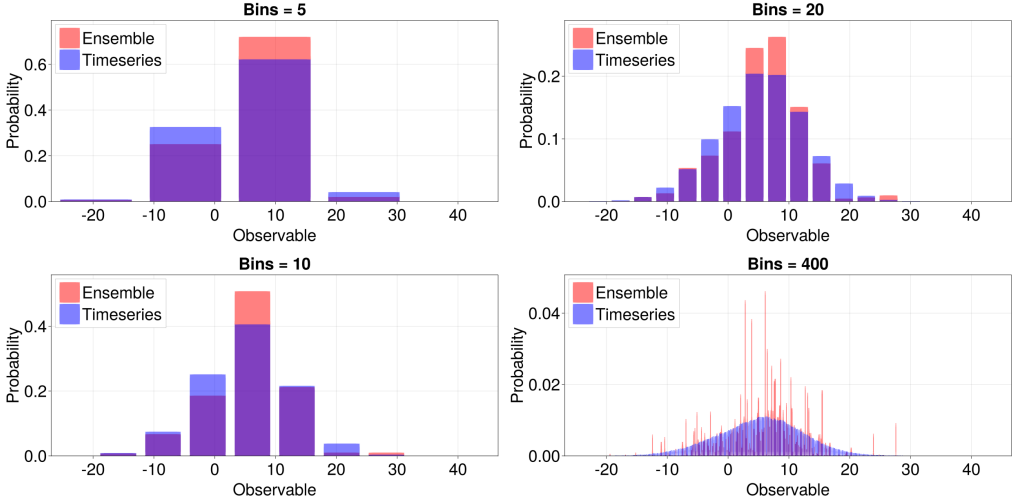 Bins = 5
Ensemble
Timeseries
Probability
0.6
0.4
0.2
0.0
-20 -10 0 10 20 30 40
Observable
Bins = 20
Ensemble
Timeseries
Probability
0.2
0.1
0.0
-20 -10 0 10 20 30 40
Observable
Bins = 10
Ensemble
Timeseries
Probability
0.4
0.2
0.0
-20 -10 0 10 20 30 40
Observable
Bins = 400
Ensemble
Timeseries
Probability
0.04
0.02
0.00
-20 -10 0 10 20 30 40
Observable